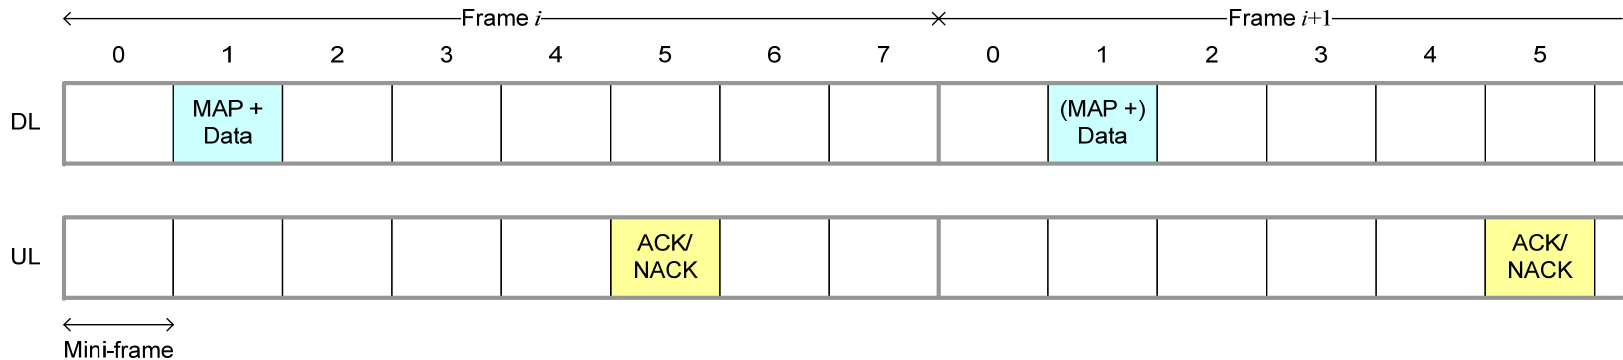 Frame i Frame i+1
0 1 2 3 4 5 6 7 0 1 2 3 4 5
DL
MAP +
Data
(MAP +)
Data
UL
ACK/
NACK
ACK/
NACK
Mini-frame